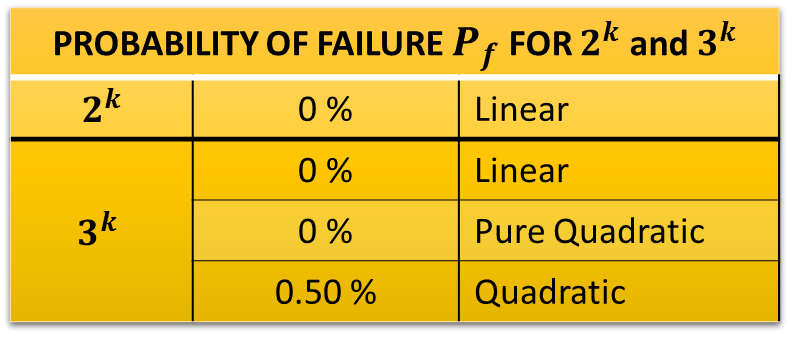 PROBABILITY OF FAILURE 𝑷𝒇 FOR 𝟐ᵏ and 𝟑ᵏ
𝟐ᵏ 0 % Linear
𝟑ᵏ 0 % Linear
0 % Pure Quadratic
0.50 % Quadratic